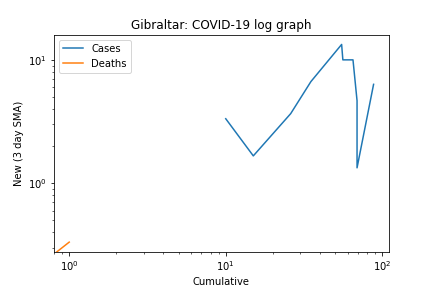 Gibraltar: COVID-19 log graph
Cases
Deaths
New (3 day SMA)
10¹
10⁰
10⁰ 10¹ 10²
Cumulative